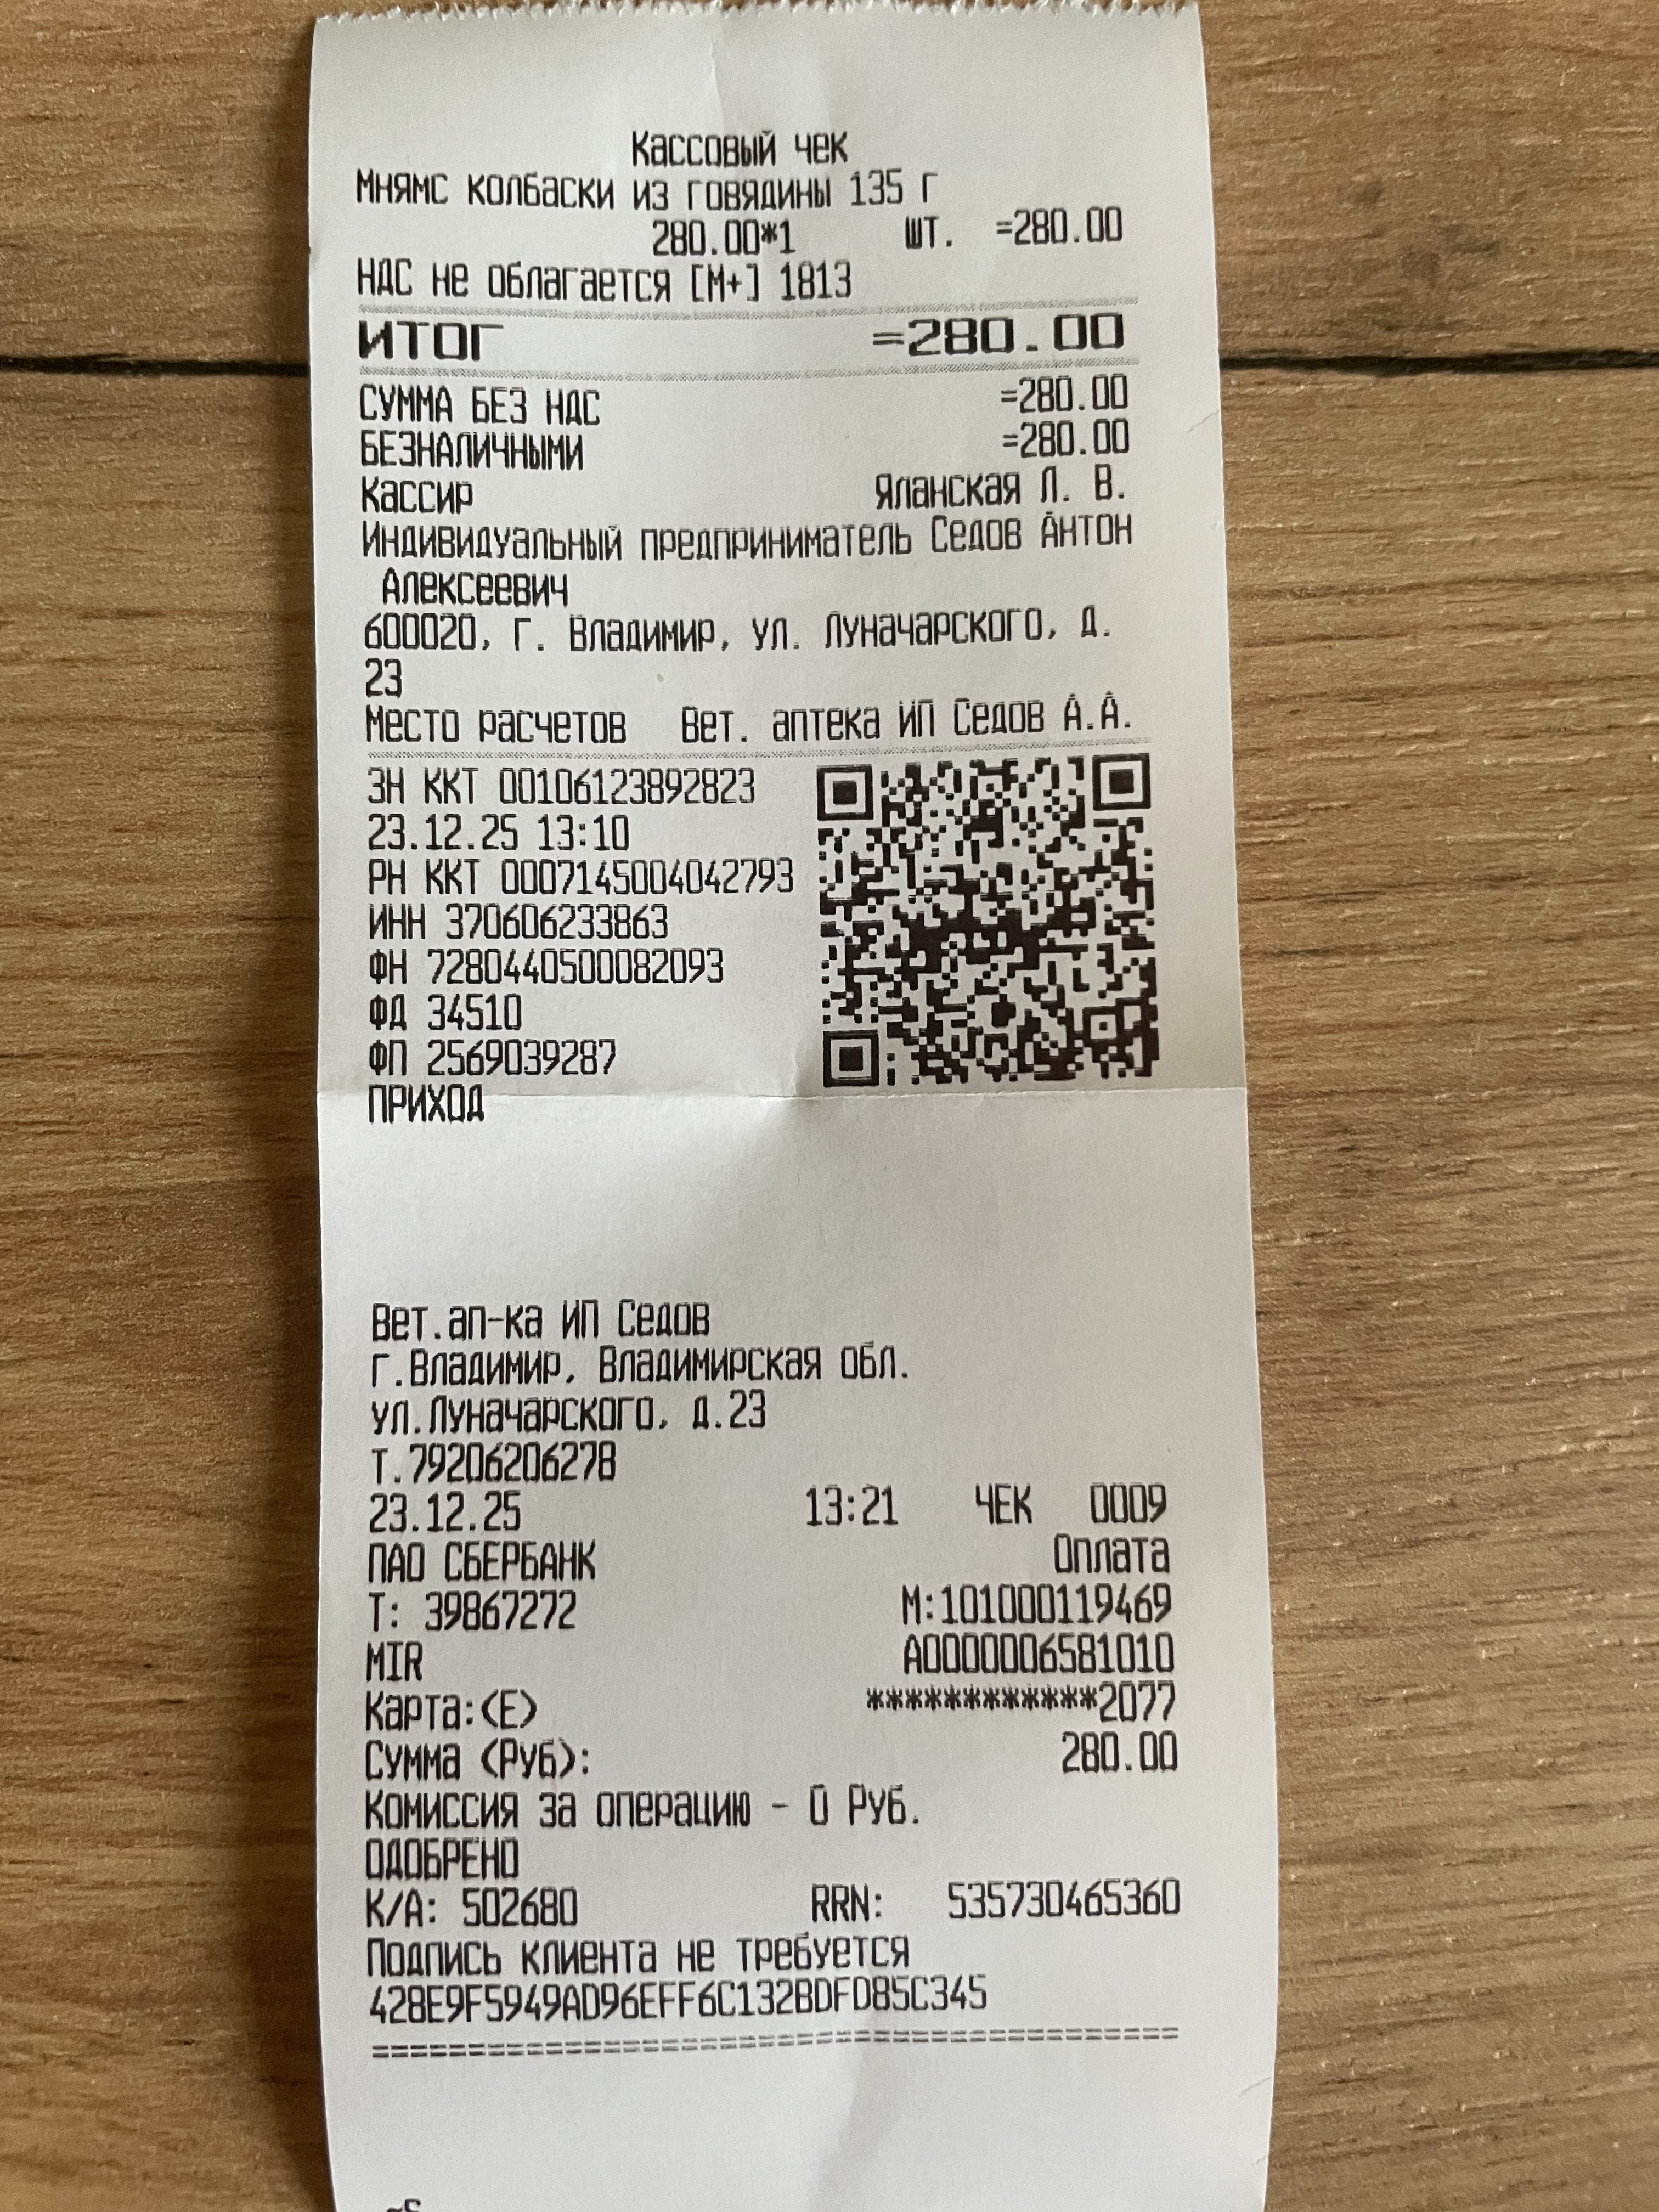 Кассовый чек
Мнямс колбаски из говядины 135 г
280.00*1 шт. =280.00
НДС не облагается [М+] 1813
ИТОГ =280.00
СУММА БЕЗ НДС =280.00
БЕЗНАЛИЧНЫМИ =280.00
Кассир Яланская Л. В.
Индивидуальный предприниматель Седов Антон
Алексеевич
600020, г. Владимир, ул. Луначарского, д.
23
Место расчетов Вет. аптека ИП Седов А.А.
ЗН ККТ 00106123892823
23.12.25 13:10
РН ККТ 0007145004042793
ИНН 370606233863
ФН 7280440500082093
ФД 34510
ФП 2569039287
ПРИХОД
Вет.ап-ка ИП Седов
г.Владимир, Владимирская обл.
ул.Луначарского, д.23
Т.79206206278
23.12.25 13:21 ЧЕК 0009
ПАО СБЕРБАНК Оплата
Т: 39867272 М:101000119469
MIR A0000006581010
Карта:(E) ************2077
Сумма (Руб): 280.00
Комиссия за операцию - 0 Руб.
ОДОБРЕНО
К/А: 502680 RRN: 535730465360
Подпись клиента не требуется
428E9F5949AD96EFF6C132BDFD85C345
==========================================